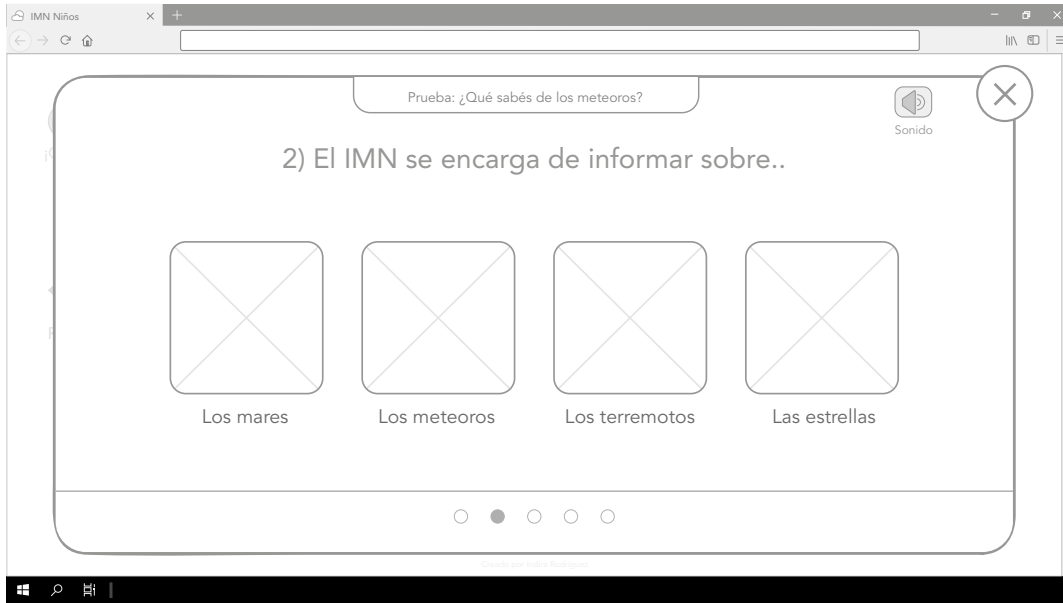 IMN Niños
Prueba: ¿Qué sabés de los meteoros?
Sonido
2) El IMN se encarga de informar sobre..
Los mares
Los meteoros
Los terremotos
Las estrellas